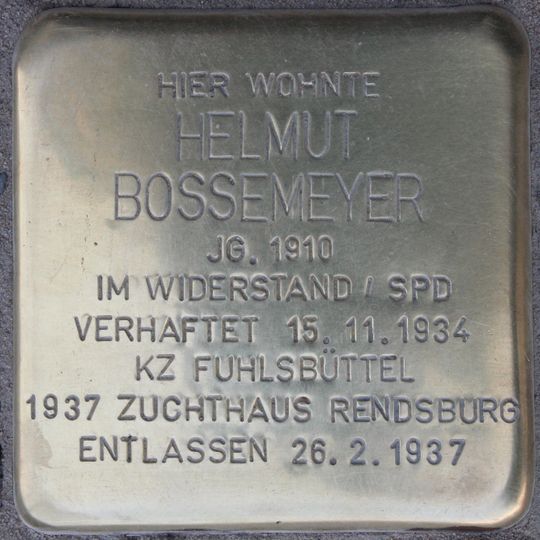 HIER WOHNTE
HELMUT
BOSSEMEYER
JG. 1910
IM WIDERSTAND / SPD
VERHAFTET 15. 11. 1934
KZ FUHLSBÜTTEL
1937 ZUCHTHAUS RENDSBURG
ENTLASSEN 26. 2. 1937